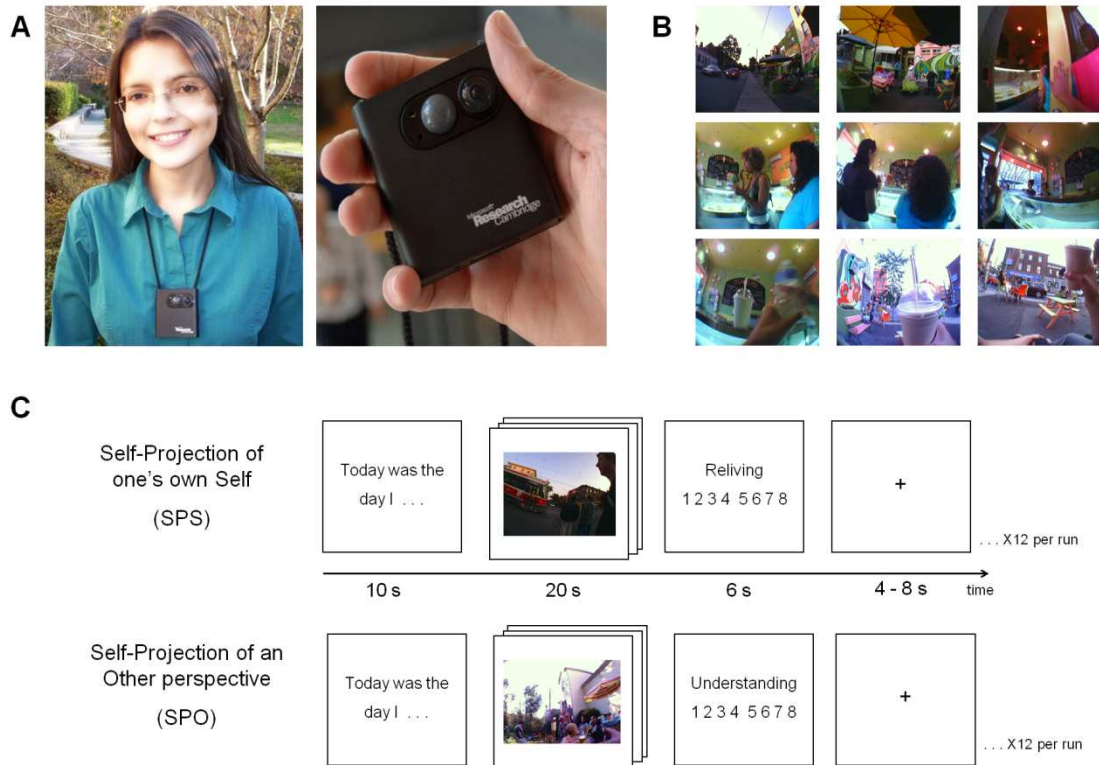 A
Microsoft
Research
Cambridge
B
C
Self-Projection of
one's own Self
(SPS)
Today was the
day I . . .
Reliving
1 2 3 4 5 6 7 8
+
. . . X12 per run
10 s
20 s
6 s
4 - 8 s
time
Self-Projection of an
Other perspective
(SPO)
Today was the
day I ...
Understanding
1 2 3 4 5 6 7 8
+
. . . X12 per run